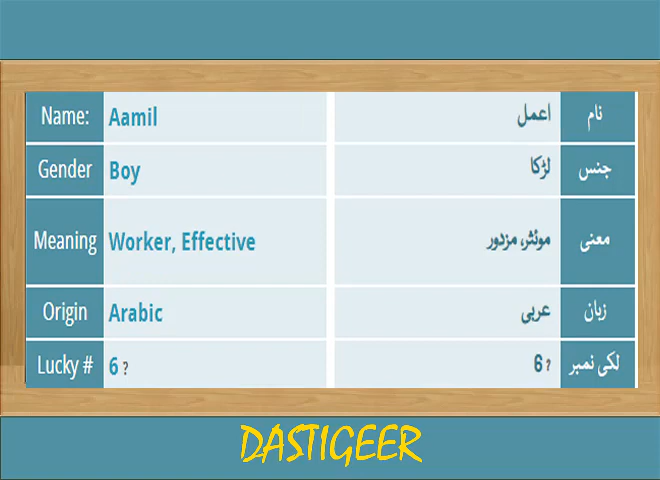 Name: Aamil اعمل نام
Gender Boy لڑکا جنس
Meaning Worker, Effective موئثر، مزدور معنی
Origin Arabic عربی زبان
Lucky # 6 ? 6 ? لکی نمبر
DASTIGEER